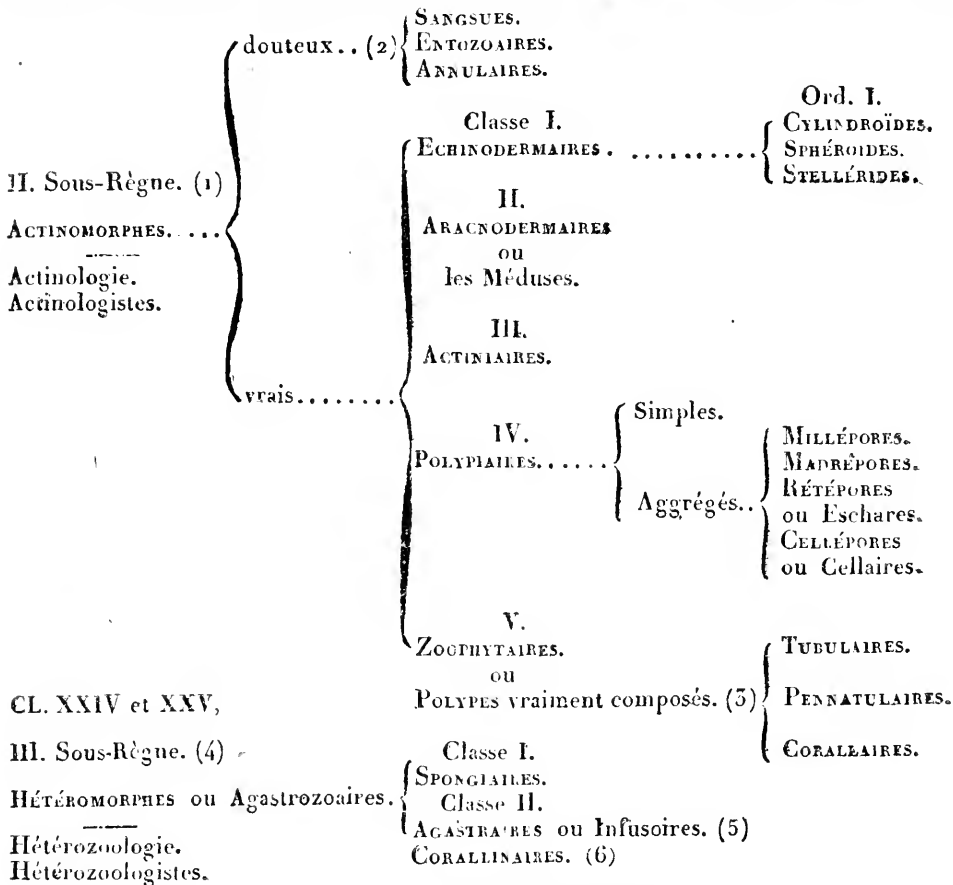 SANGSUES.
douteux.. (2) ENTOZOAIRES.
ANNULAIRES.
Ord. I.
Classe I. CYLINDROÏDES.
ECHINODERMAIRES. .......... SPHÉROIDES.
STELLÉRIDES.
II. Sous-Règne. (1)
II.
ARACNODERMAIRES
ACTINOMORPHES. ....
ou
les Méduses.
Actinologie.
Actinologistes.
III.
ACTINIAIRES.
vrais........
Simples.
IV.
POLYPIAIRES......
MILLÉPORES.
MADRÉPORES.
Aggrégés.. RÉTÉPORES
ou Eschares.
CELLÉPORES
ou Cellaires.
V.
ZOOPHYTAIRES. TUBULAIRES.
ou
POLYPES vraiment composés. (3) PENNATULAIRES.
CORALLAIRES.
CL. XXIV et XXV,
III. Sous-Règne. (4)
Classe I.
SPONGIAIRES.
HÉTÉROMORPHES ou Agastrozoaires.
Classe II.
AGASTRAIRES ou Infusoires. (5)
CORALLINAIRES. (6)
Hétérozoologie.
Hétérozoologistes.